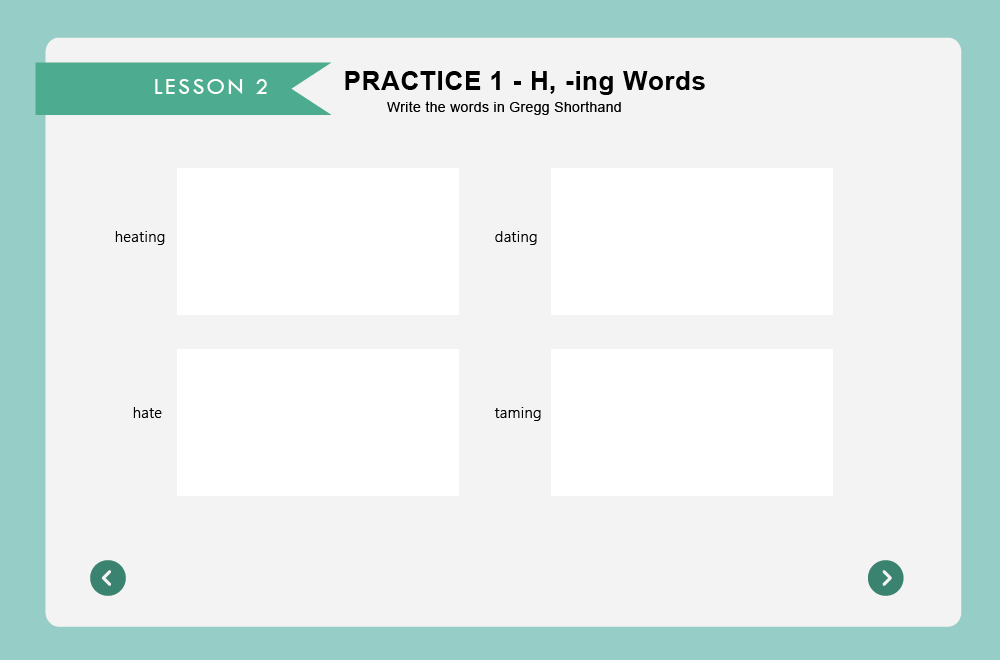 LESSON 2
PRACTICE 1 - H, -ing Words
Write the words in Gregg Shorthand
heating
dating
hate
taming